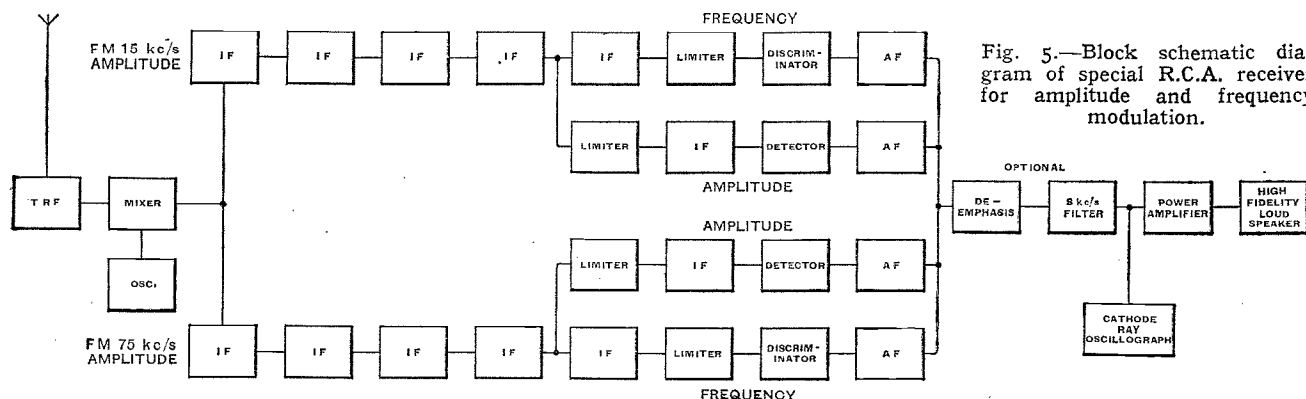 FREQUENCY
FM 15 kc/s
AMPLITUDE
IF
IF
IF
IF
IF
LIMITER
DISCRIM-
INATOR
AF
Fig. 5.—Block schematic dia-
gram of special R.C.A. receiver
for amplitude and frequency
modulation.
LIMITER
IF
DETECTOR
AF
AMPLITUDE
OPTIONAL
TRF
MIXER
DE-
EMPHASIS
8 kc/s
FILTER
POWER
AMPLIFIER
HIGH
FIDELITY
LOUD
SPEAKER
AMPLITUDE
OSC.
LIMITER
IF
DETECTOR
AF
CATHODE
RAY
OSCILLOGRAPH
FM 75 kc/s
AMPLITUDE
IF
IF
IF
IF
IF
LIMITER
DISCRIM-
INATOR
AF
FREQUENCY